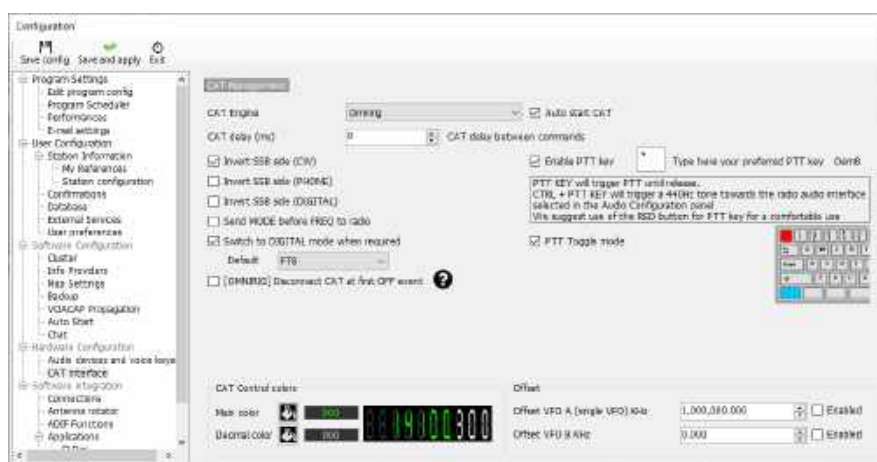 Configuration
Save config Save and apply Exit
Program Settings
Edit program config
Program Scheduler
Performances
E-mail settings
User Configuration
Station Information
My References
Station configuration
Confirmations
Database
External Services
User preferences
Software Configuration
Cluster
Info Providers
Map Settings
Backup
VOACAP Propagation
Auto Start
Chat
Hardware Configuration
Audio devices and voice keye
CAT interface
Software integration
Connections
Antenna rotator
ADIF Functions
Applications
CAT Management
CAT Engine Omnirig Auto start CAT
CAT delay (ms) 0 CAT delay between commands
Invert SSB side (CW)
Invert SSB side (PHONE)
Invert SSB side (DIGITAL)
Send MODE before FREQ to radio
Switch to DIGITAL mode when required
Default FT8
[OMNIRIG] Disconnect CAT at first OFF event ?
Enable PTT key Type here your preferred PTT key
PTT KEY will trigger PTT until release.
CTRL + PTT KEY will trigger a 440Hz tone towards the radio audio interface
selected in the Audio Configuration panel
We suggest use of the RED button for PTT key for a comfortable use
PTT Toggle mode
CAT Control colors
Main color 000
Decimal color 000
14100300
Offset
Offset VFO A (single VFO) KHz 1,000,000.000 Enabled
Offset VFO B KHz 0.000 Enabled